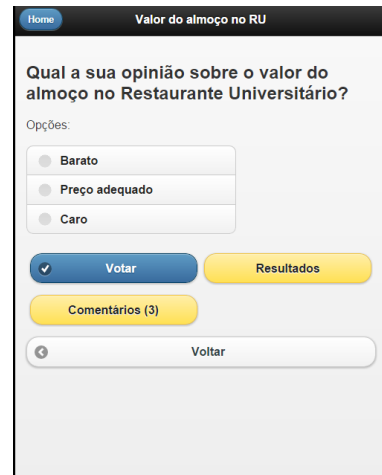 Home
Valor do almoço no RU
Qual a sua opinião sobre o valor do
almoço no Restaurante Universitário?
Opções:
Barato
Preço adequado
Caro
Votar
Resultados
Comentários (3)
Voltar